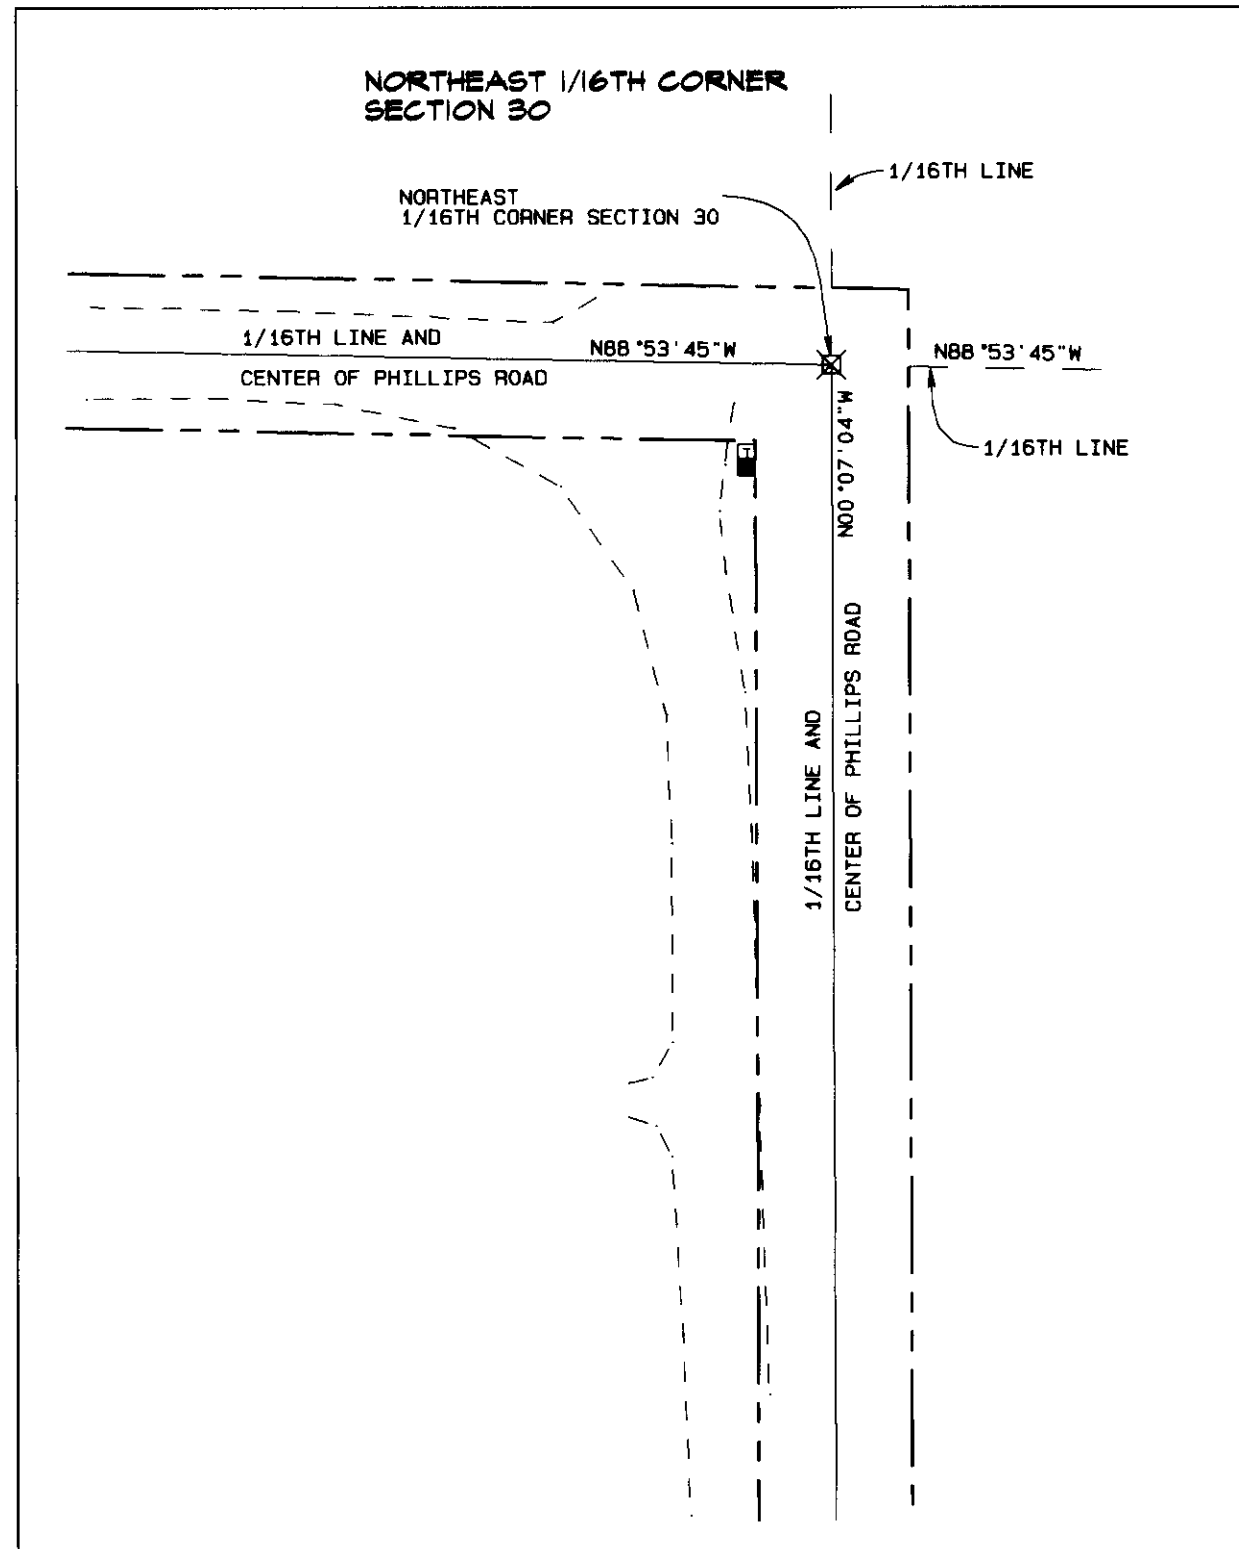 NORTHEAST 1/16TH CORNER
SECTION 30
1/16TH LINE
NORTHEAST
1/16TH CORNER SECTION 30
1/16TH LINE AND
N88°53'45"W
N88°53'45"W
CENTER OF PHILLIPS ROAD
1/16TH LINE
T
N00°07'04"W
1/16TH LINE AND
CENTER OF PHILLIPS ROAD